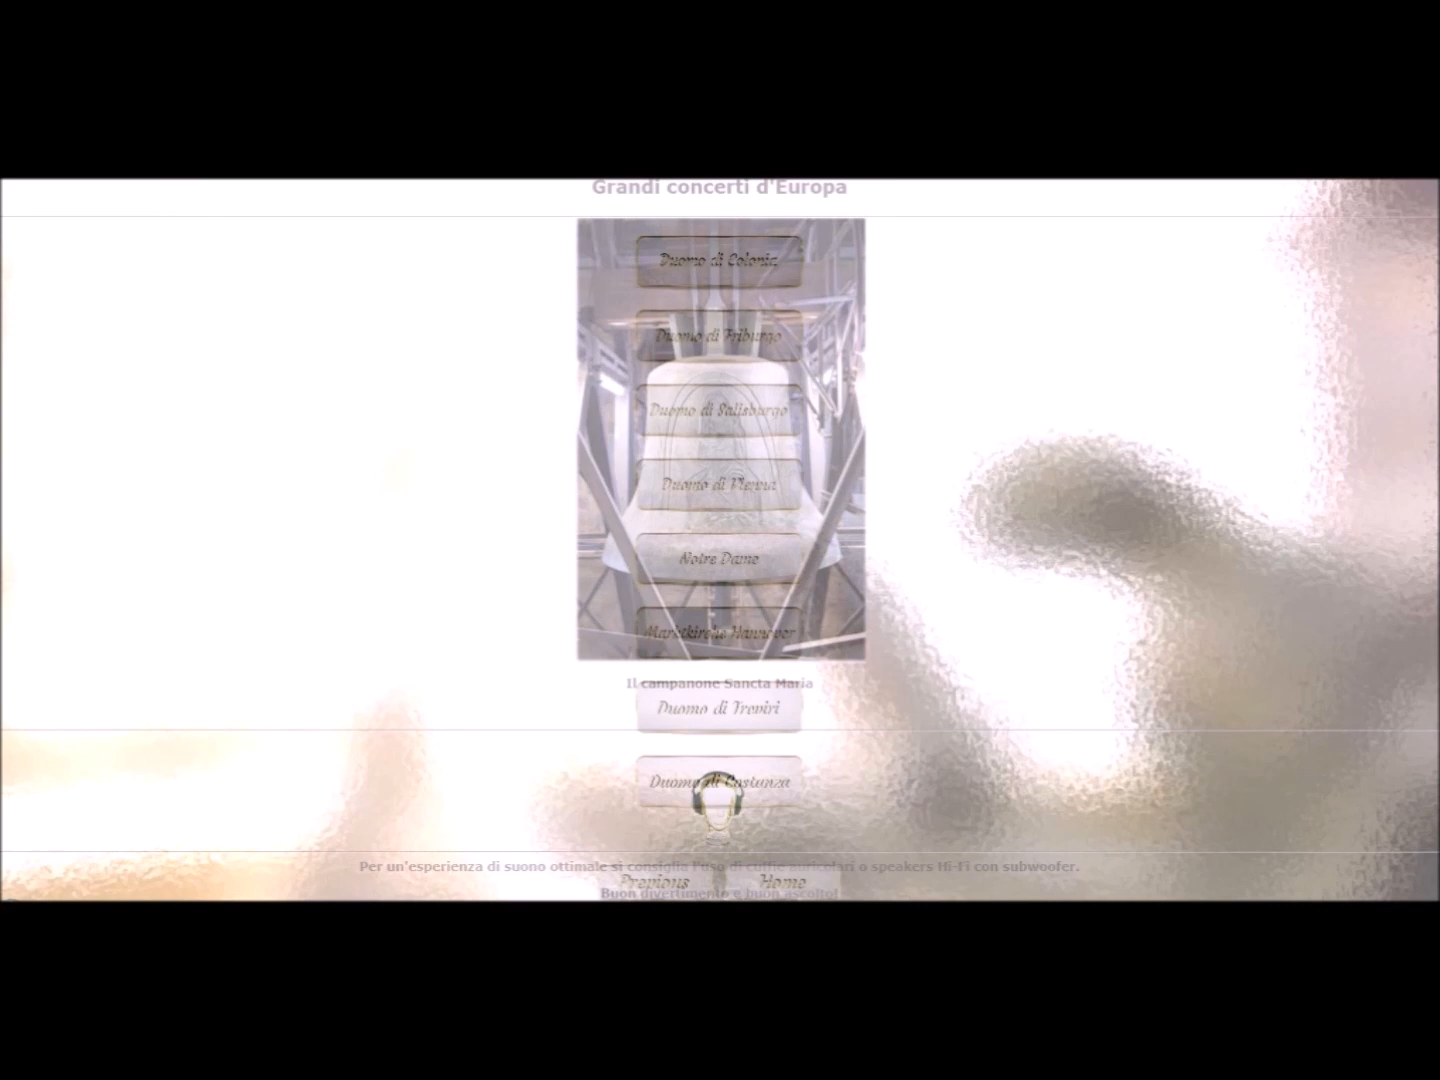 Grandi concerti d'Europa
Duomo di Colonia
Duomo di Friburgo
Duomo di Salisburgo
Duomo di Vienna
Notre Dame
Marktkirche Hannover
Il campanone Sancta Maria
Duomo di Treviri
Duomo di Costanza
Per un'esperienza di suono ottimale si consiglia l'uso di cuffie auricolari o speakers Hi-Fi con subwoofer.
Previous Home
Buon divertimento e buon ascolto!